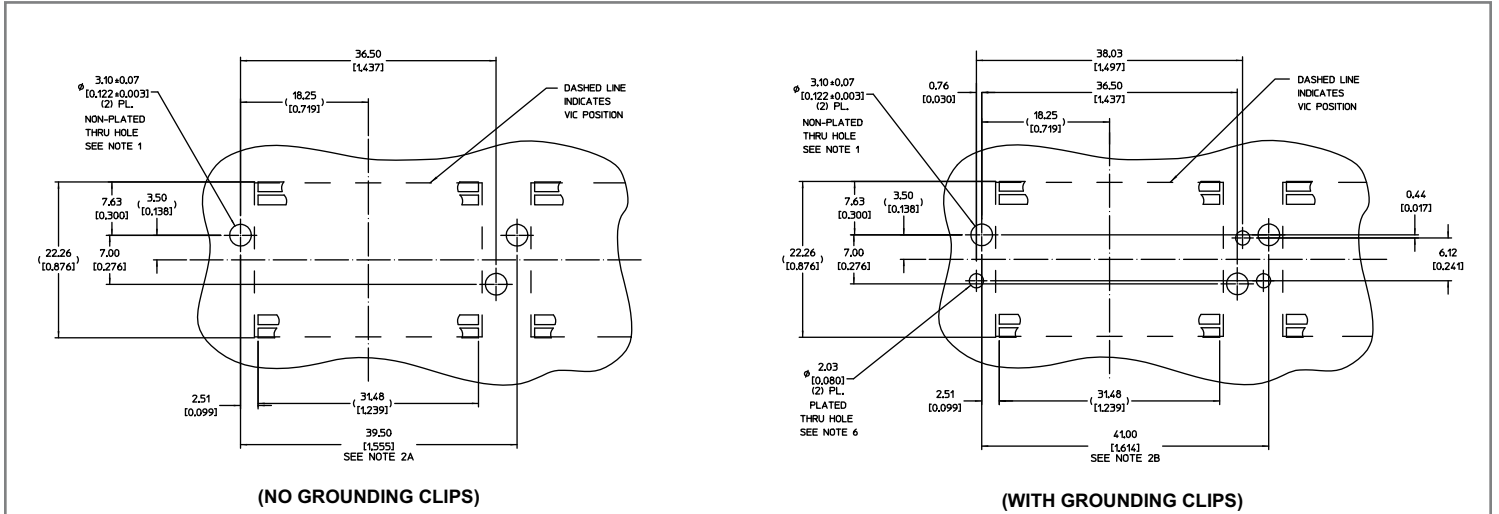 36.50
[1.437]
18.25
[0.719]
Ø 3.10±0.07
[0.122±0.003]
(2) PL.
NON-PLATED
THRU HOLE
SEE NOTE 1
DASHED LINE
INDICATES
VIC POSITION
7.63
[0.300]
3.50
[0.138]
22.26
[0.876]
7.00
[0.276]
2.51
[0.099]
31.48
[1.239]
39.50
[1.555]
SEE NOTE 2A
(NO GROUNDING CLIPS)
38.03
[1.497]
0.76
[0.030]
36.50
[1.437]
18.25
[0.719]
Ø 3.10±0.07
[0.122±0.003]
(2) PL.
NON-PLATED
THRU HOLE
SEE NOTE 1
DASHED LINE
INDICATES
VIC POSITION
7.63
[0.300]
3.50
[0.138]
0.44
[0.017]
22.26
[0.876]
7.00
[0.276]
6.12
[0.241]
Ø 2.03
[0.080]
(2) PL.
PLATED
THRU HOLE
SEE NOTE 6
2.51
[0.099]
31.48
[1.239]
41.00
[1.614]
SEE NOTE 2B
(WITH GROUNDING CLIPS)